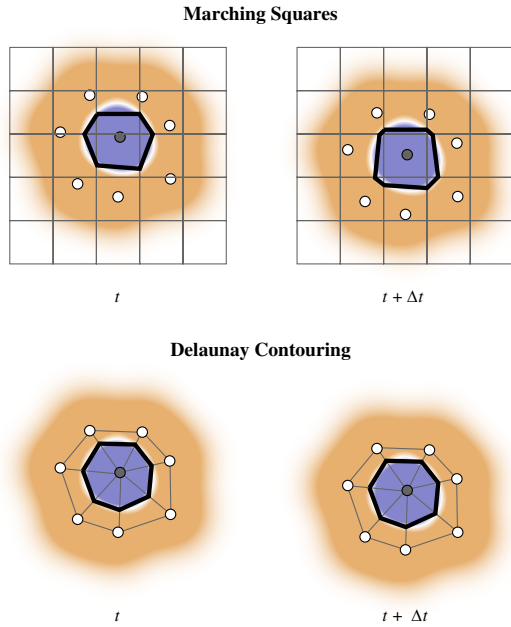 Marching Squares
t
t + Δt
Delaunay Contouring
t
t + Δt